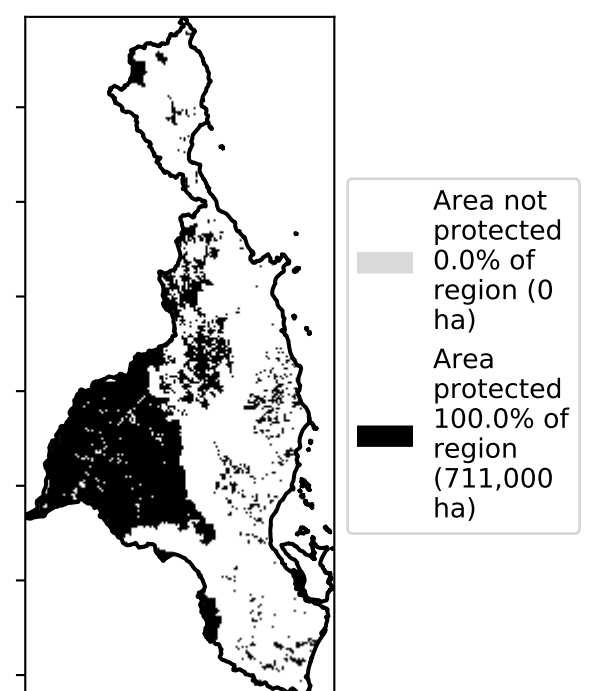 Area not
protected
0.0% of
region (0
ha)
Area
protected
100.0% of
region
(711,000
ha)